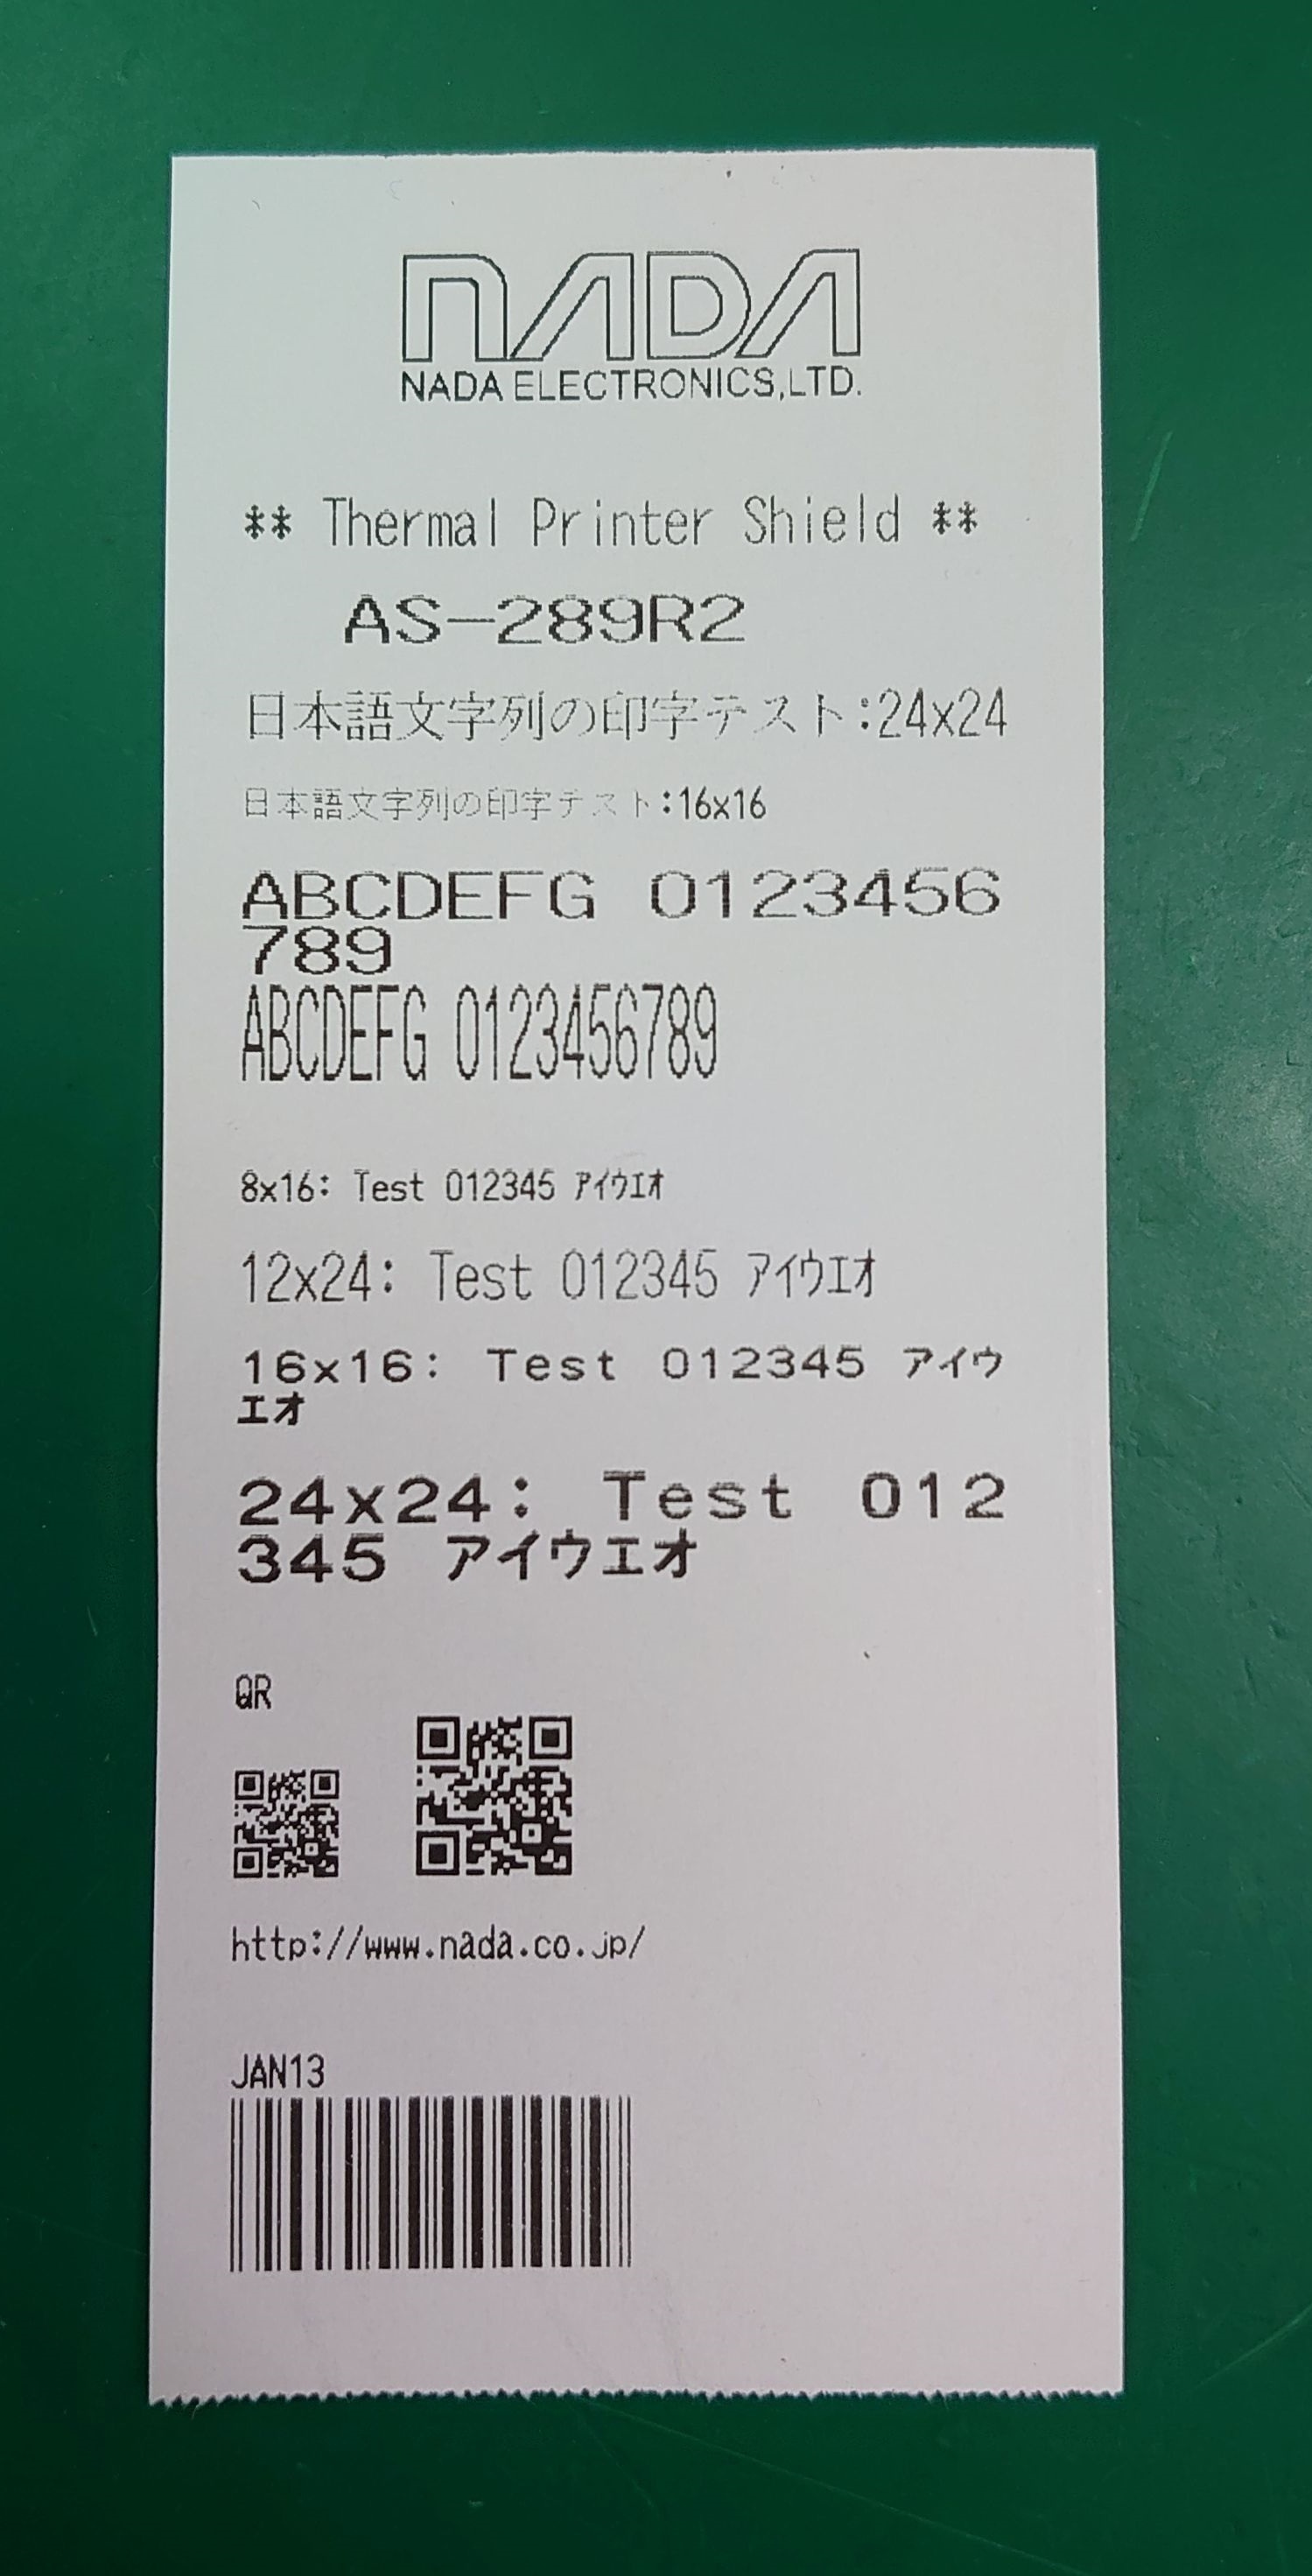 NADA
NADA ELECTRONICS,LTD.
** Thermal Printer Shield **
AS-289R2
日本語文字列の印字テスト:24x24
日本語文字列の印字テスト:16x16
ABCDEFG 0123456
789
ABCDEFG 0123456789
8x16: Test 012345 ｱｲｳｴｵ
12x24: Test 012345 ｱｲｳｴｵ
16x16: Test 012345 アイウ
エオ
24x24: Test 012
345 アイウエオ
QR
http://www.nada.co.jp/
JAN13